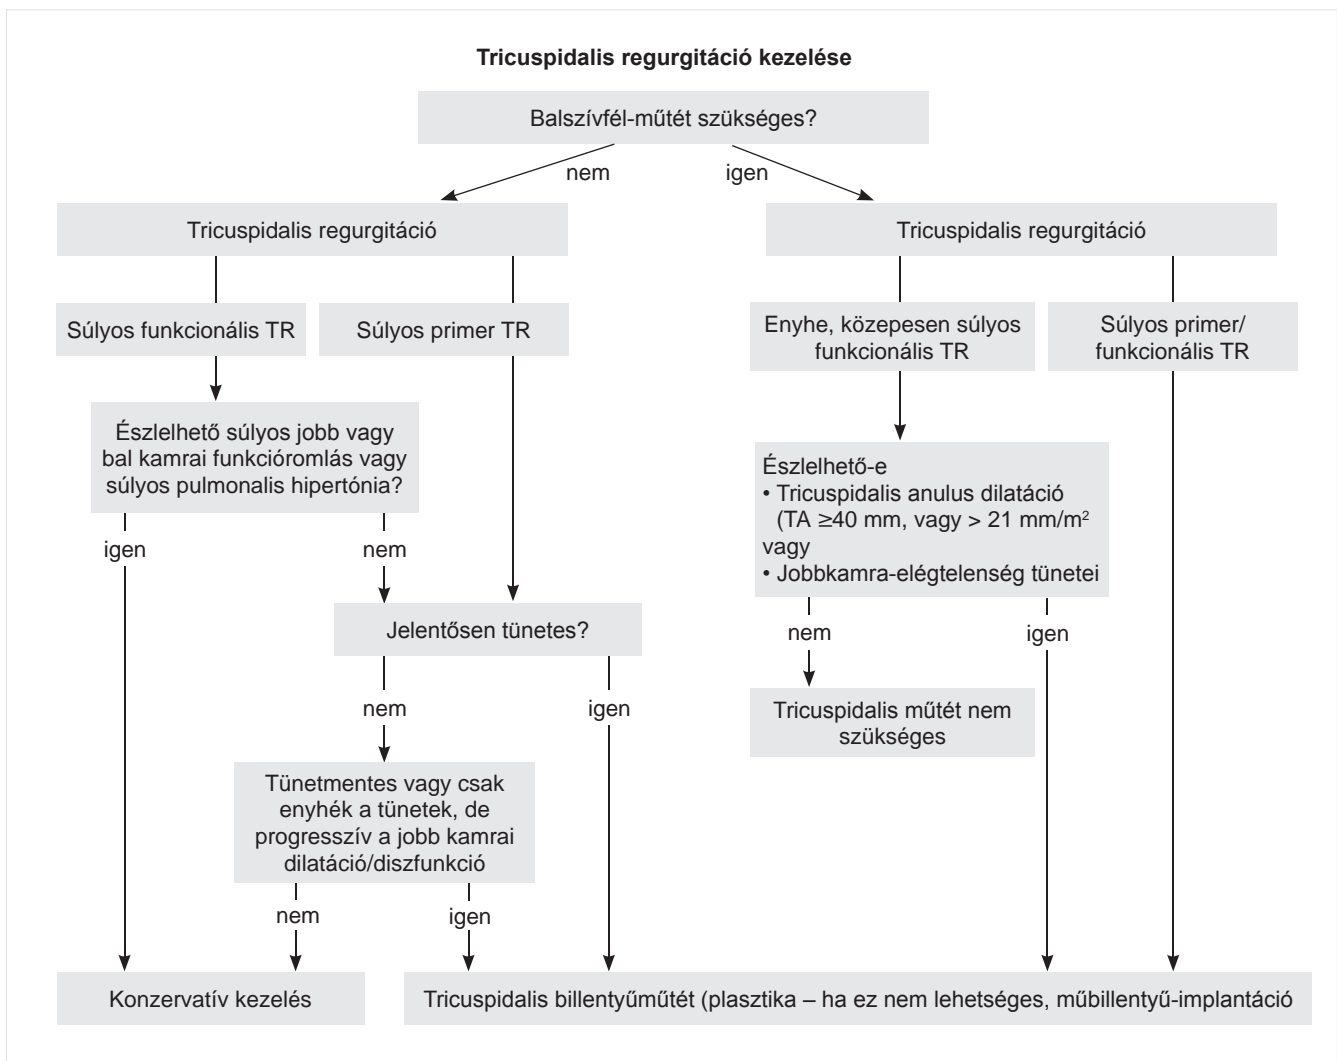 Tricuspidalis regurgitáció kezelése
Balszívfél-műtét szükséges?
nem
igen
Tricuspidalis regurgitáció
Tricuspidalis regurgitáció
Súlyos funkcionális TR
Súlyos primer TR
Enyhe, közepesen súlyos
funkcionális TR
Súlyos primer/
funkcionális TR
Észlelhető súlyos jobb vagy
bal kamrai funkcióromlás vagy
súlyos pulmonalis hipertónia?
Észlelhető-e
• Tricuspidalis anulus dilatáció
(TA ≥40 mm, vagy > 21 mm/m²
vagy
• Jobbkamra-elégtelenség tünetei
igen
nem
Jelentősen tünetes?
nem
igen
Tricuspidalis műtét nem
szükséges
nem
igen
Tünetmentes vagy csak
enyhék a tünetek, de
progresszív a jobb kamrai
dilatáció/diszfunkció
nem
igen
Konzervatív kezelés
Tricuspidalis billentyűműtét (plasztika – ha ez nem lehetséges, műbillentyű-implantáció